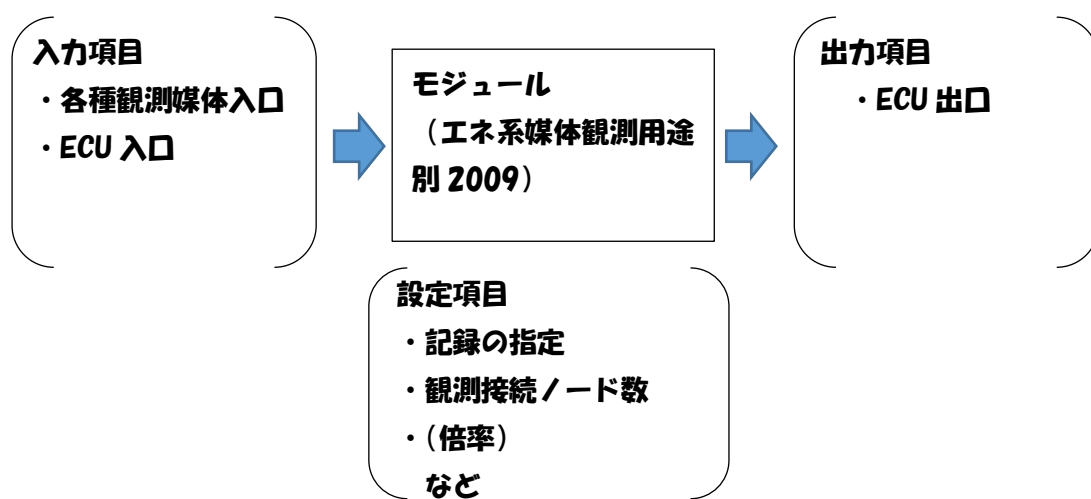 入力項目
・各種観測媒体入口
・ECU 入口
モジュール
（エネ系媒体観測用途
別 2009）
出力項目
・ECU 出口
設定項目
・記録の指定
・観測接続ノード数
・（倍率）
など